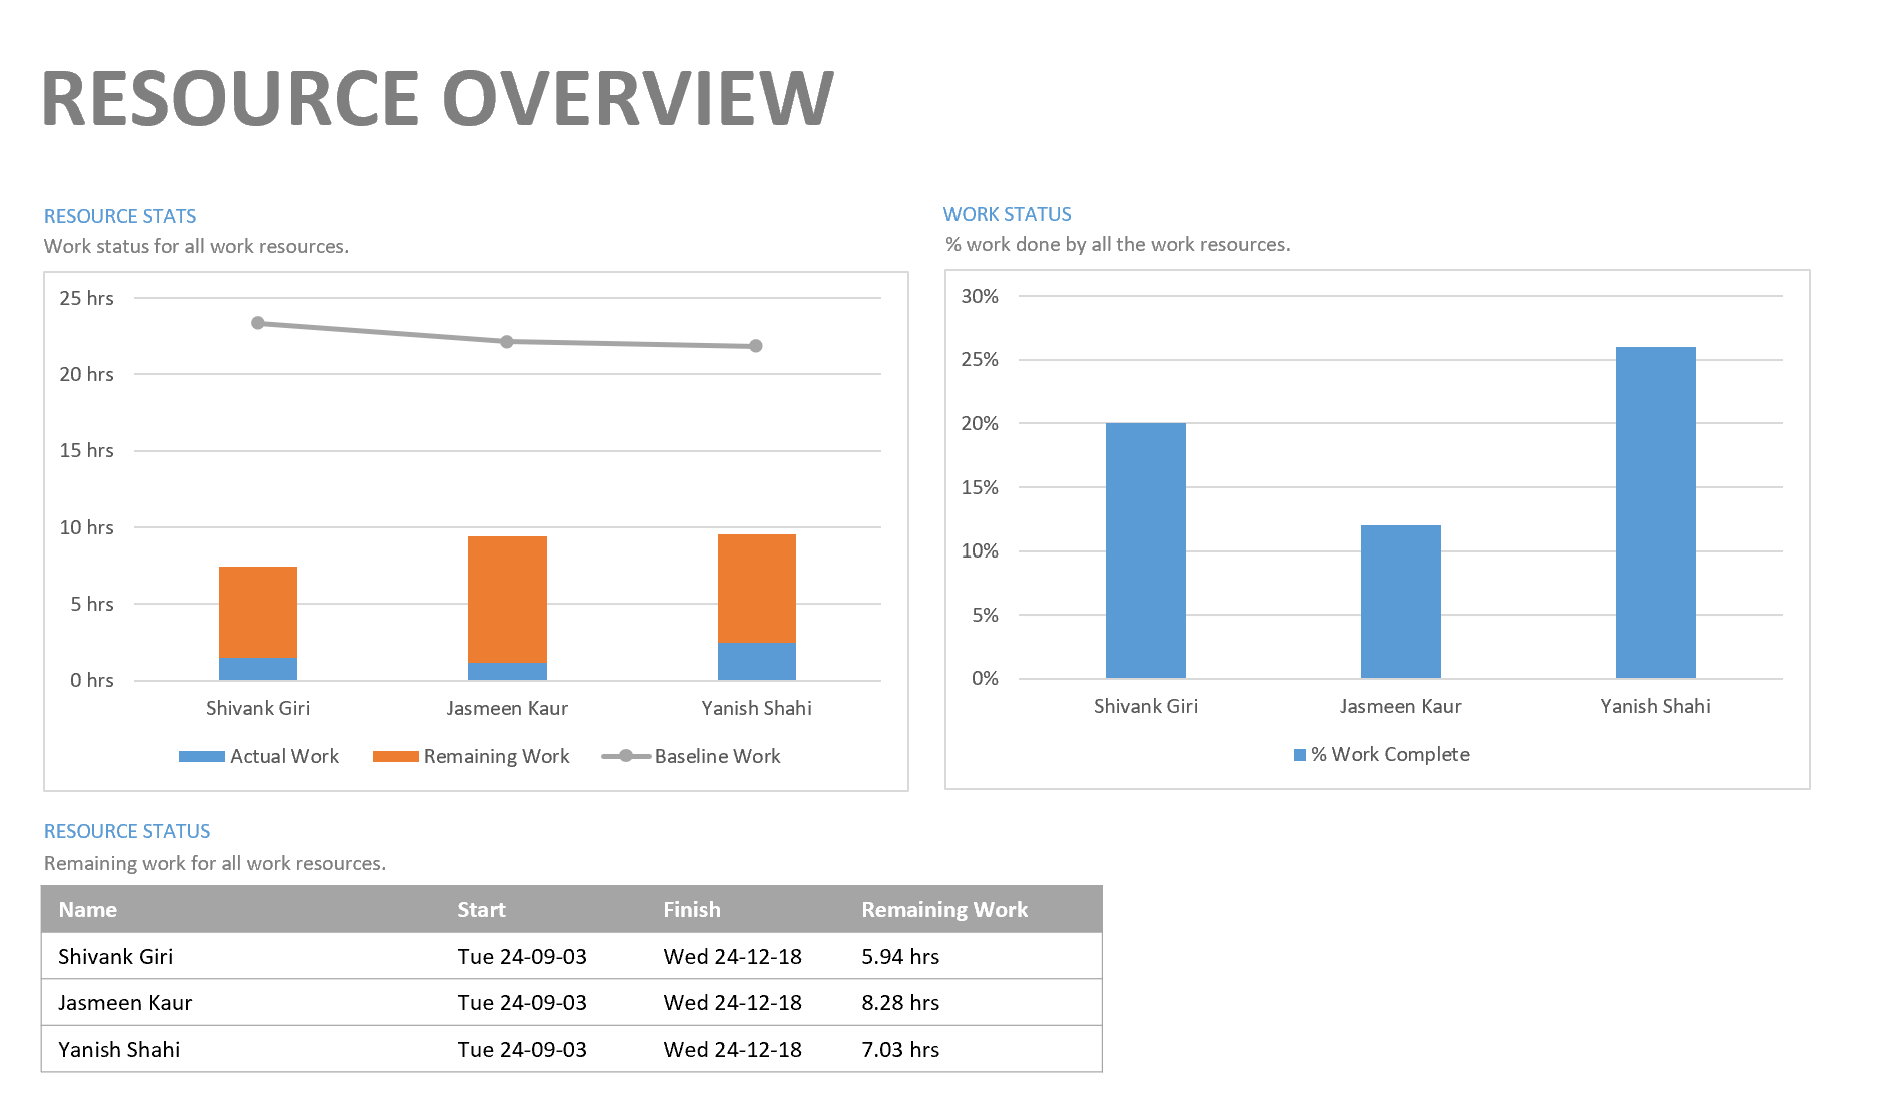 RESOURCE OVERVIEW
RESOURCE STATS
Work status for all work resources.
25 hrs
20 hrs
15 hrs
10 hrs
5 hrs
0 hrs
Shivank Giri Jasmeen Kaur Yanish Shahi
Actual Work Remaining Work Baseline Work
WORK STATUS
% work done by all the work resources.
30%
25%
20%
15%
10%
5%
0%
Shivank Giri Jasmeen Kaur Yanish Shahi
% Work Complete
RESOURCE STATUS
Remaining work for all work resources.
Name Start Finish Remaining Work
Shivank Giri Tue 24-09-03 Wed 24-12-18 5.94 hrs
Jasmeen Kaur Tue 24-09-03 Wed 24-12-18 8.28 hrs
Yanish Shahi Tue 24-09-03 Wed 24-12-18 7.03 hrs